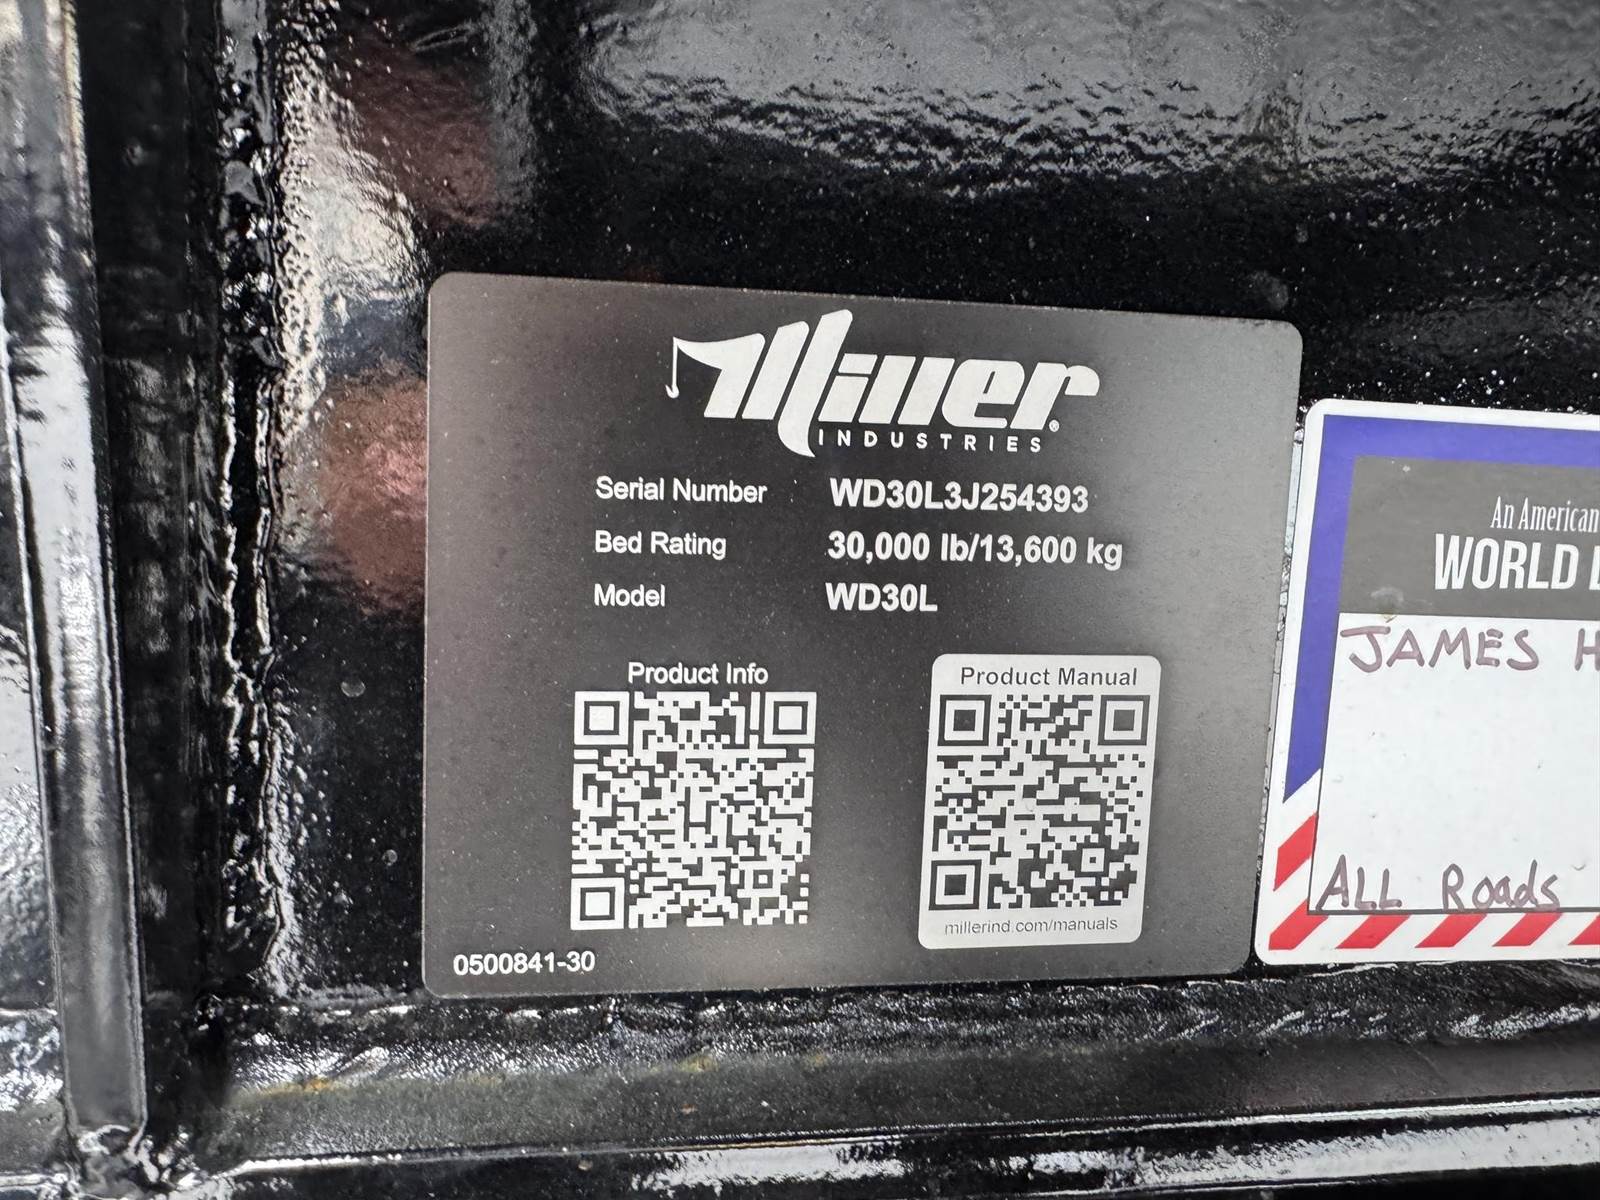 Miller®
INDUSTRIES
Serial Number WD30L3J254393
Bed Rating 30,000 lb/13,600 kg
Model WD30L
Product Info
Product Manual
millerind.com/manuals
0500841-30
An American
WORLD
JAMES H
ALL Roads